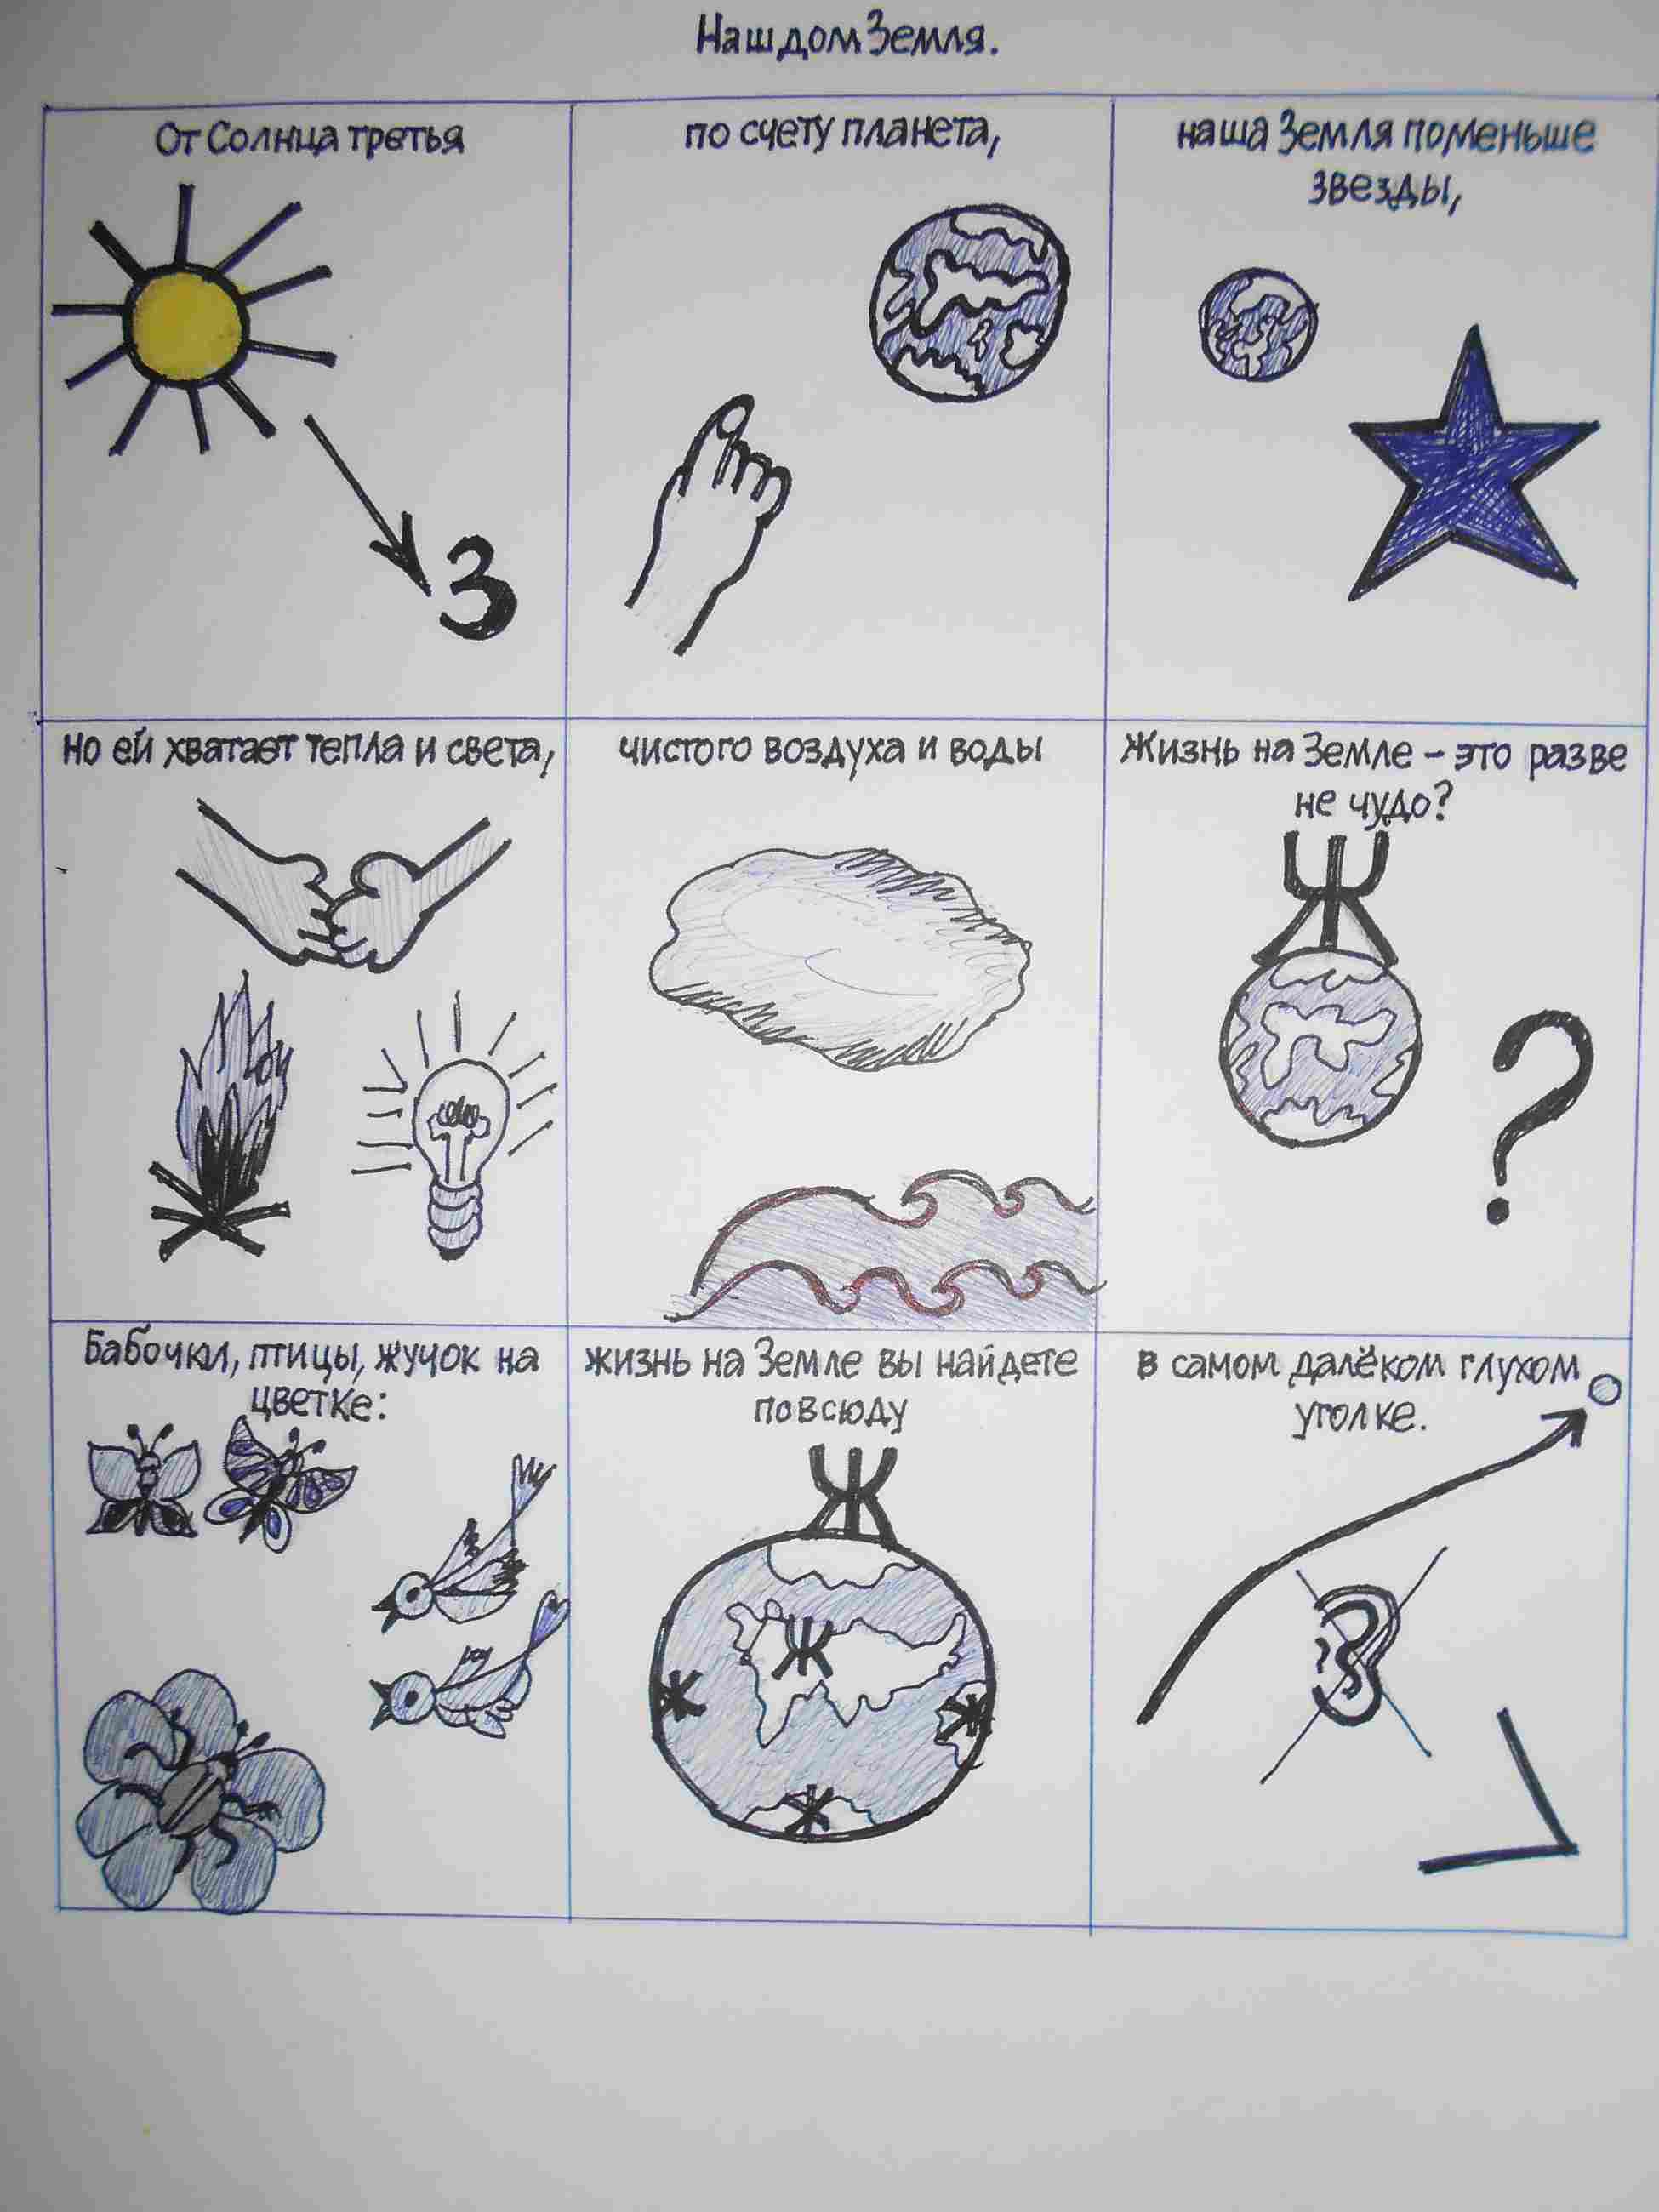 Наш дом Земля.
От Солнца третья
по счету планета,
наша Земля поменьше
звезды,
3
но ей хватает тепла и света,
чистого воздуха и воды
Жизнь на Земле – это разве
не чудо?
Ж
?
Бабочки, птицы, жучок на
цветке:
жизнь на Земле вы найдете
повсюду
Ж
Ж
Ж
Ж
Ж
в самом далёком глухом
уголке.